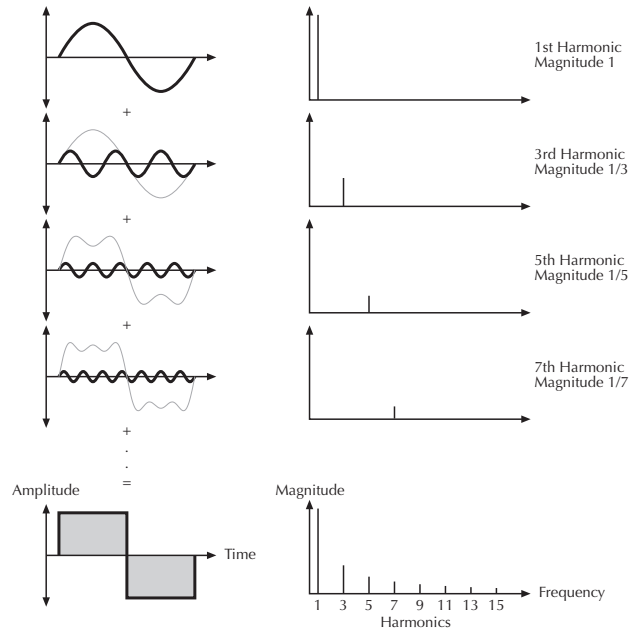 1st Harmonic
Magnitude 1
+
3rd Harmonic
Magnitude 1/3
+
5th Harmonic
Magnitude 1/5
+
7th Harmonic
Magnitude 1/7
+
.
.
=
Amplitude
Time
Magnitude
Frequency
1 3 5 7 9 11 13 15
Harmonics